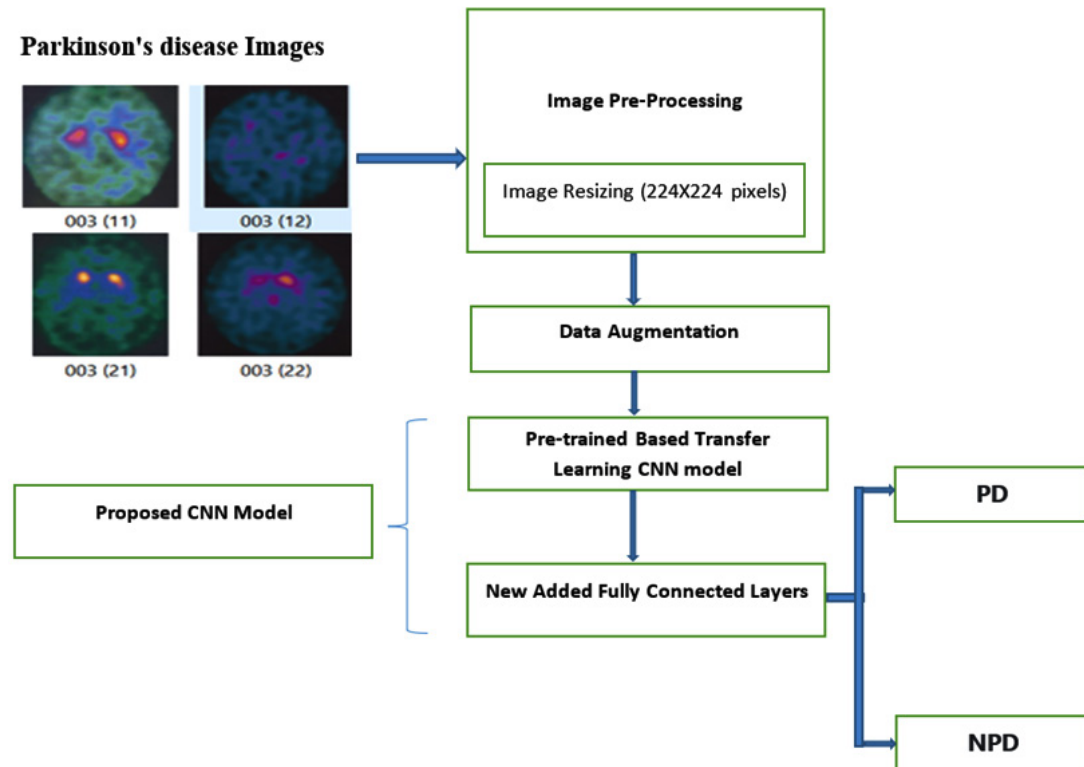 Parkinson's disease Images
003 (11)
003 (12)
003 (21)
003 (22)
Image Pre-Processing
Image Resizing (224X224 pixels)
Data Augmentation
Pre-trained Based Transfer
Learning CNN model
Proposed CNN Model
New Added Fully Connected Layers
PD
NPD